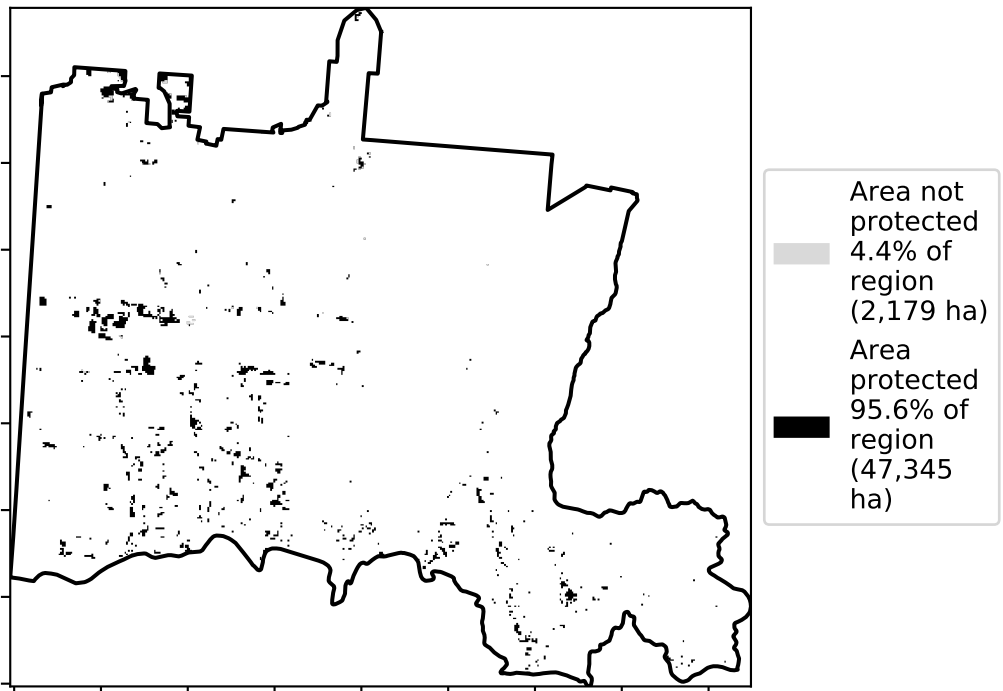 Area not
protected
4.4% of
region
(2,179 ha)
Area
protected
95.6% of
region
(47,345
ha)